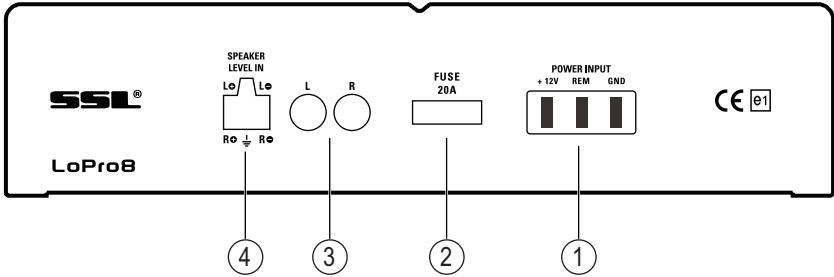 SPEAKER
LEVEL IN
L⊕ L⊖
R⊕ ⏚ R⊖
L R
FUSE
20A
POWER INPUT
+ 12V REM GND
SSL®
LoPro8
CE e1
4 3 2 1